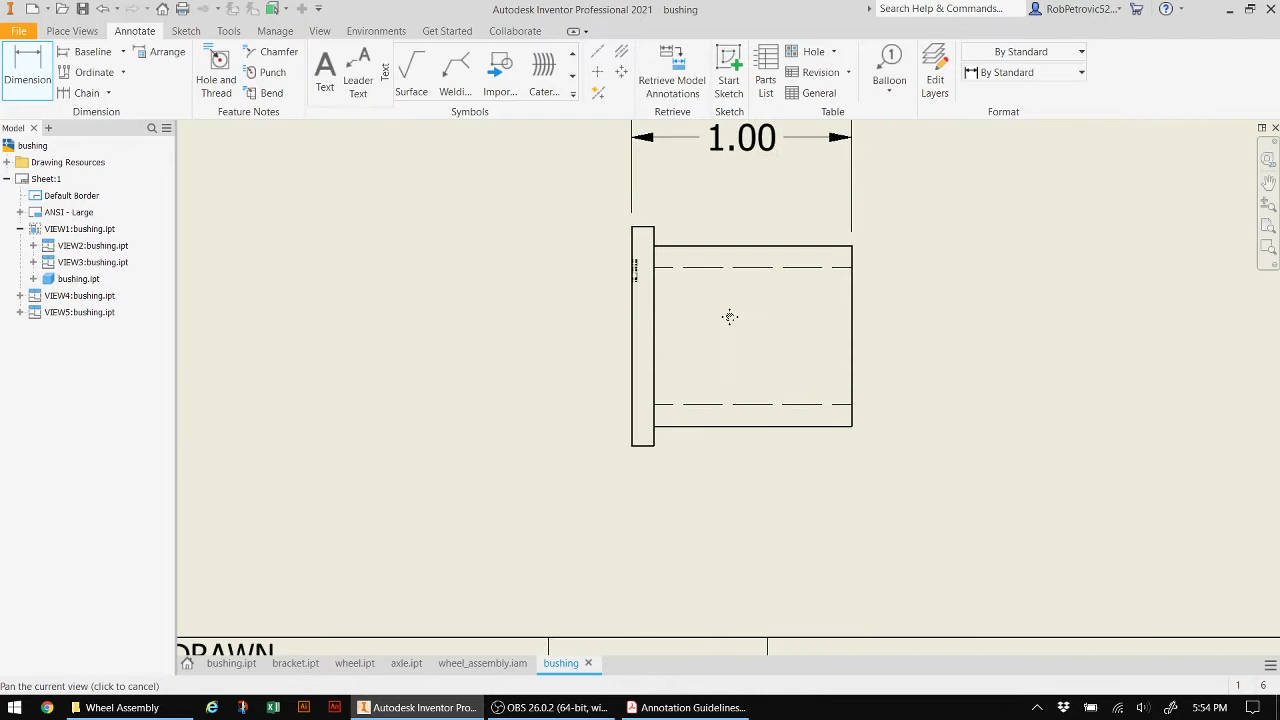 Autodesk Inventor Professional 2021 bushing
Search Help & Commands...
RobPetrovic52...
File Place Views Annotate Sketch Tools Manage View Environments Get Started Collaborate
Dimension
Baseline
Ordinate
Chain
Arrange
Dimension
Hole and Thread
Chamfer
Punch
Bend
Feature Notes
Text
Leader Text
Text
Surface
Weldi...
Impor...
Cater...
Symbols
Retrieve Model Annotations
Retrieve
Start Sketch
Sketch
Parts List
Hole
Revision
General
Table
Balloon
Edit Layers
By Standard
By Standard
Format
Model
bushing
Drawing Resources
Sheet:1
Default Border
ANSI - Large
VIEW1:bushing.ipt
VIEW2:bushing.ipt
VIEW3:bushing.ipt
bushing.ipt
VIEW4:bushing.ipt
VIEW5:bushing.ipt
1.00
DRAWN
bushing.ipt bracket.ipt wheel.ipt axle.ipt wheel_assembly.iam bushing
Pan the current view (click to cancel)
1 6
Wheel Assembly
Autodesk Inventor Pro...
OBS 26.0.2 (64-bit, wi...
Annotation Guidelines...
5:54 PM